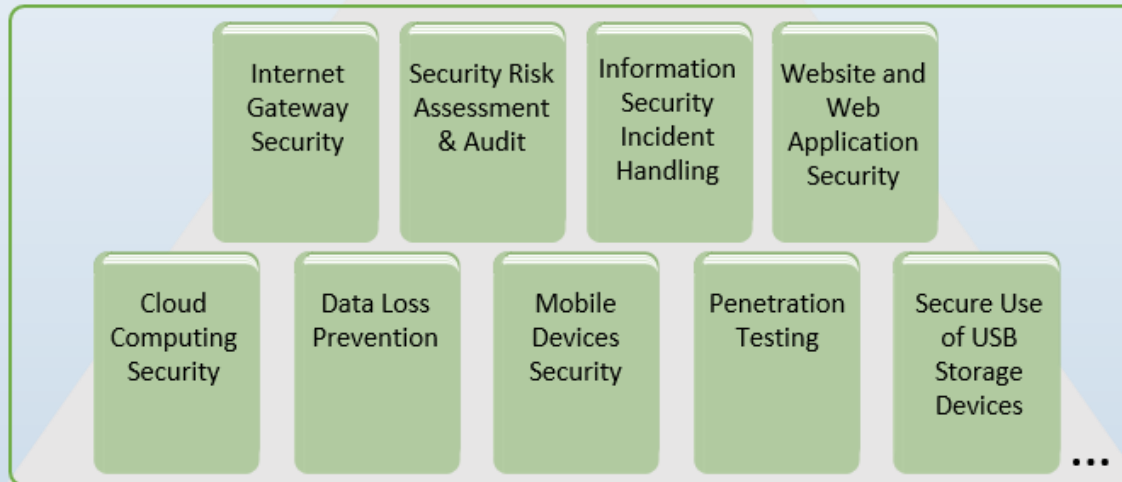 Internet
Gateway
Security
Security Risk
Assessment
& Audit
Information
Security
Incident
Handling
Website and
Web
Application
Security
Cloud
Computing
Security
Data Loss
Prevention
Mobile
Devices
Security
Penetration
Testing
Secure Use
of USB
Storage
Devices
...